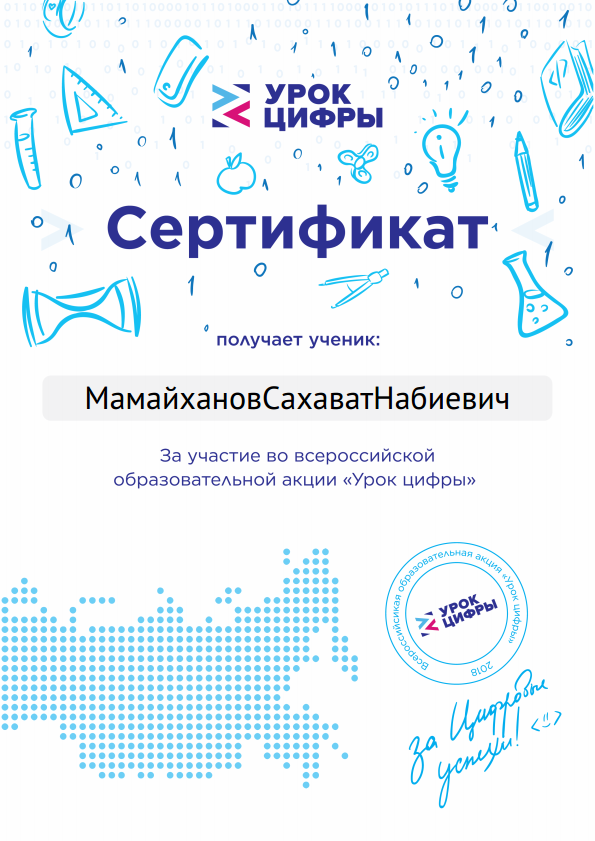 УРОК
ЦИФРЫ
Сертификат
получает ученик:
МамайхановСахаватНабиевич
За участие во всероссийской
образовательной акции «Урок цифры»
Всероссийская образовательная акция «Урок цифры»
2018
УРОК
ЦИФРЫ
за Цифровые
успехи! <(!!)>